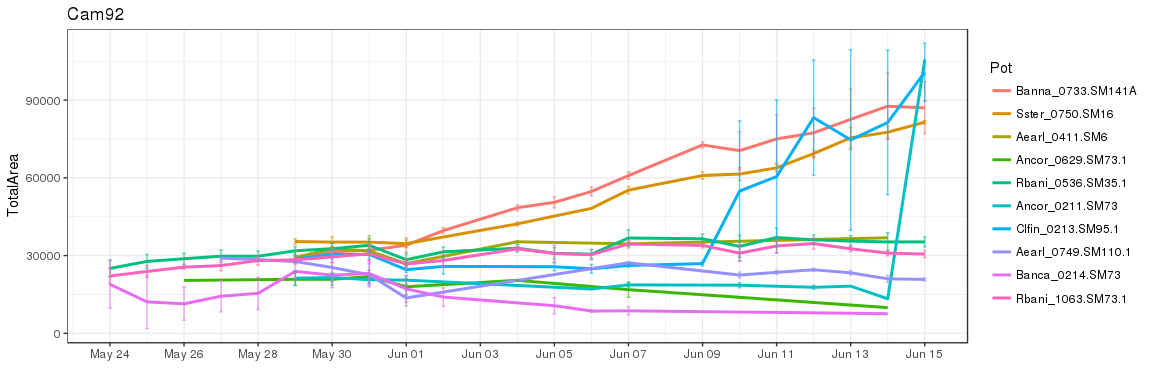 Cam92
TotalArea
90000
60000
30000
0
May 24
May 26
May 28
May 30
Jun 01
Jun 03
Jun 05
Jun 07
Jun 09
Jun 11
Jun 13
Jun 15
Pot
Banna_0733.SM141A
Sster_0750.SM16
Aearl_0411.SM6
Ancor_0629.SM73.1
Rbani_0536.SM35.1
Ancor_0211.SM73
Clfin_0213.SM95.1
Aearl_0749.SM110.1
Banca_0214.SM73
Rbani_1063.SM73.1